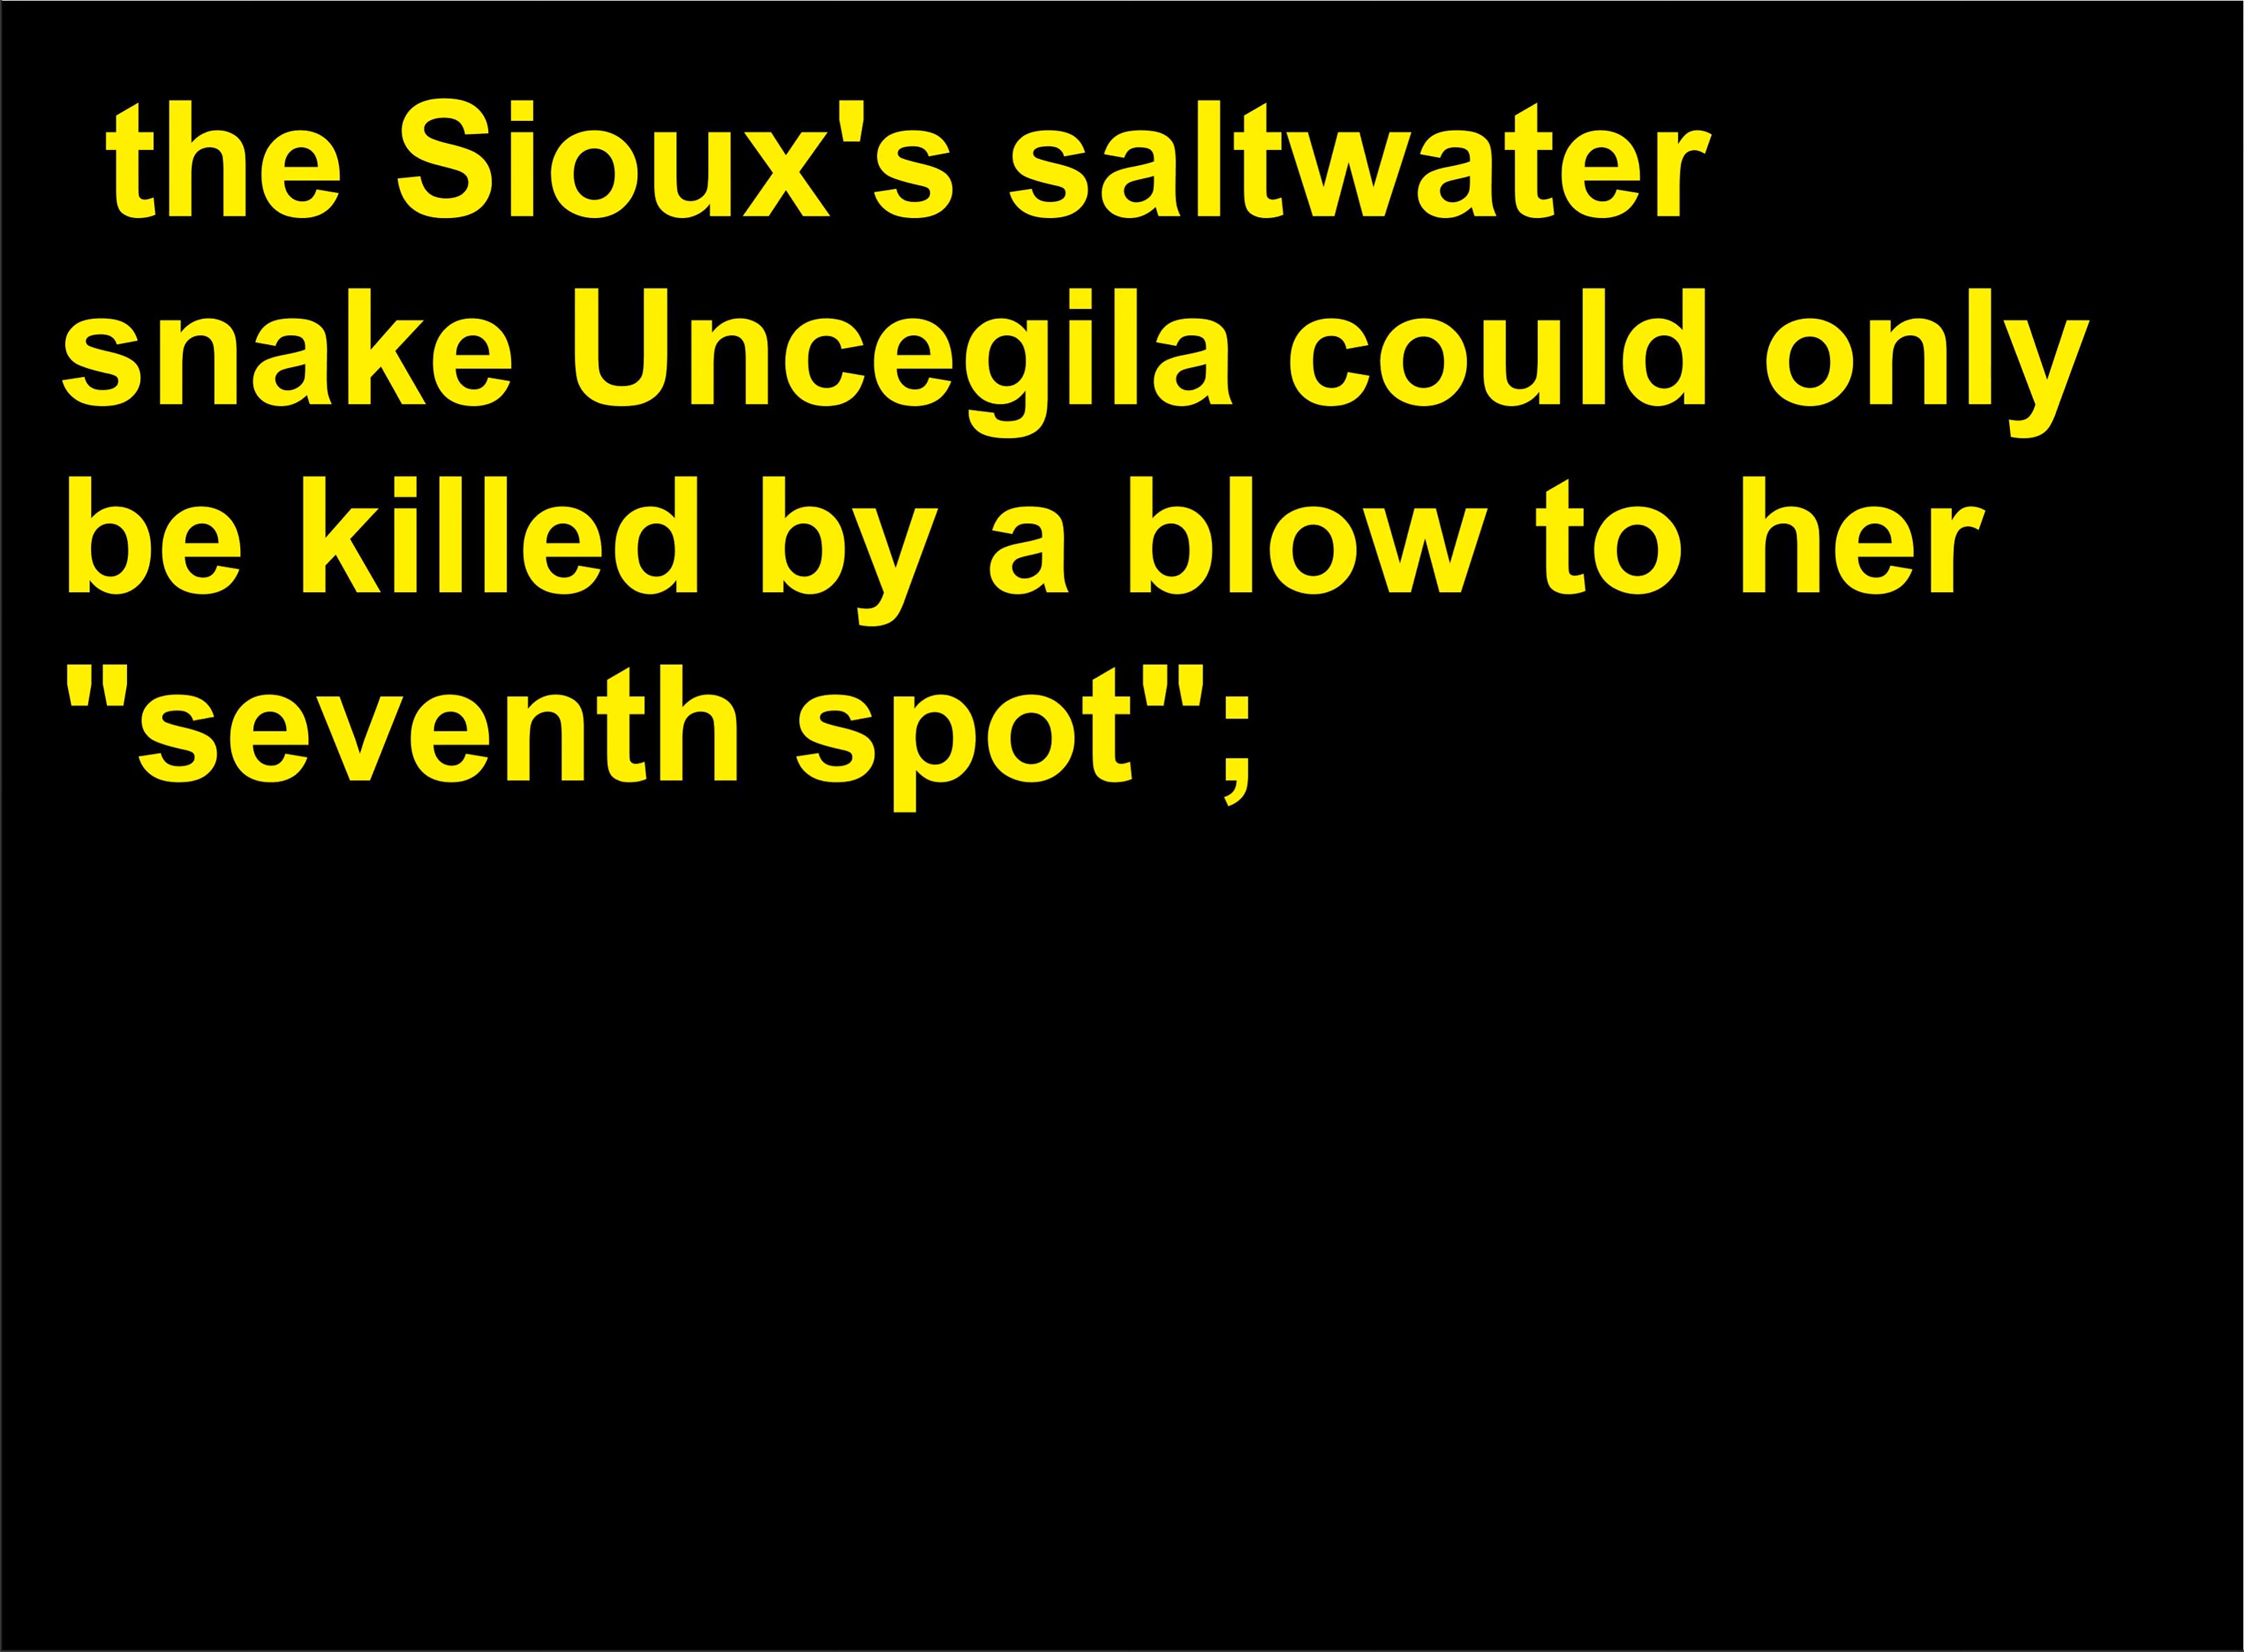 the Sioux's saltwater
snake Uncegila could only
be killed by a blow to her
"seventh spot";